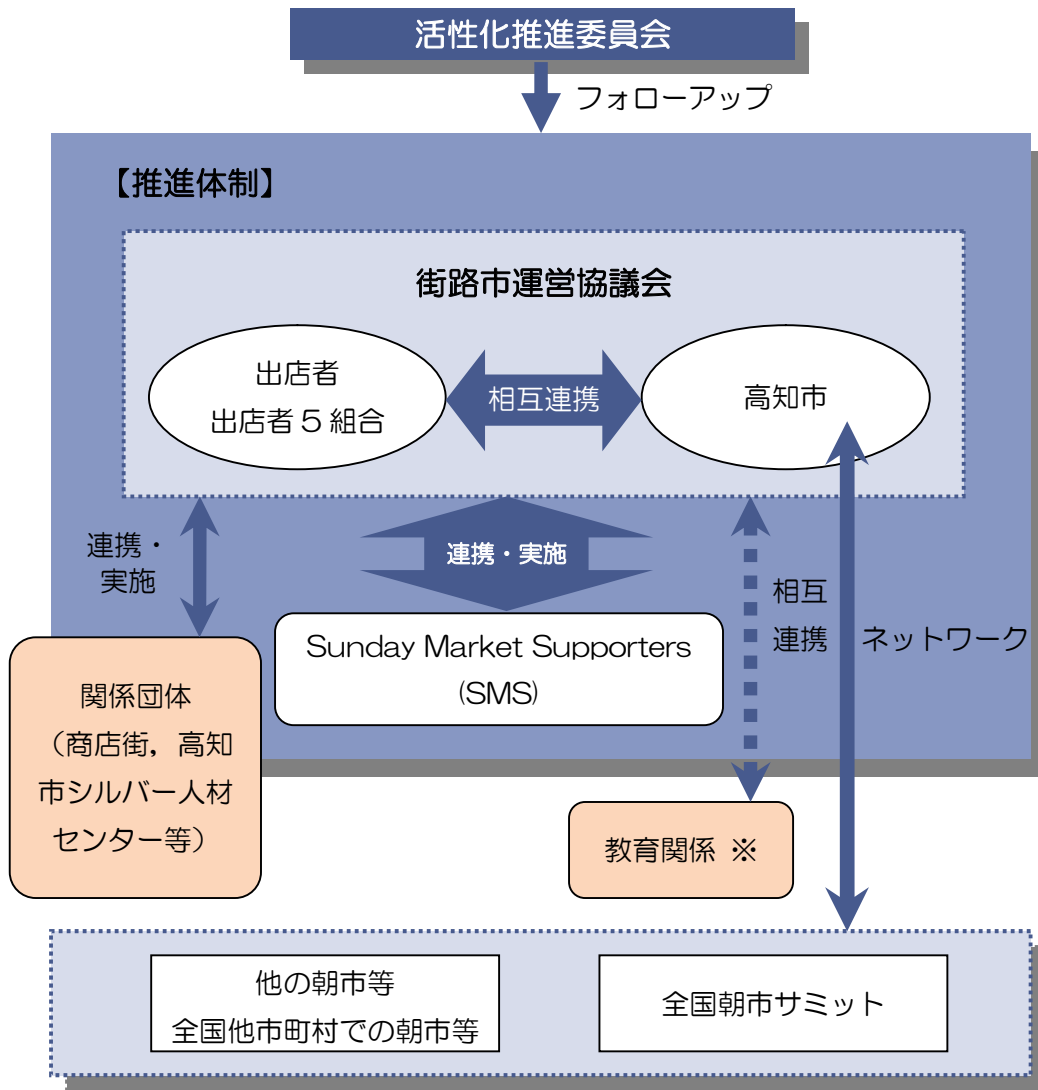 活性化推進委員会
フォローアップ
【推進体制】
街路市運営協議会
出店者
出店者5組合
相互連携
高知市
連携・
実施
連携・実施
相互
連携
ネットワーク
Sunday Market Supporters
(SMS)
関係団体
（商店街，高知
市シルバー人材
センター等）
教育関係 ※
他の朝市等
全国他市町村での朝市等
全国朝市サミット